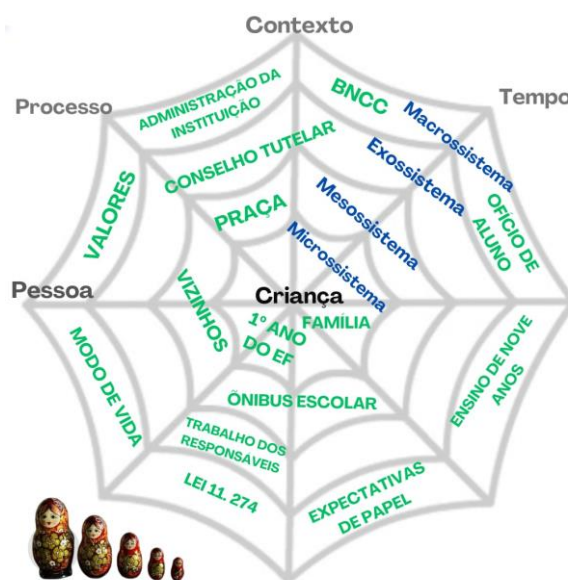 Contexto
Processo
Tempo
ADMINISTRAÇÃO DA
INSTITUIÇÃO
BNCC
Macrossistema
CONSELHO TUTELAR
Exossistema
VALORES
PRAÇA
Mesossistema
OFÍCIO DE
ALUNO
Microssistema
Pessoa
Criança
VIZINHOS
1º ANO
DO EF
FAMÍLIA
MODO DE VIDA
ÔNIBUS ESCOLAR
ENSINO DE NOVE
ANOS
TRABALHO DOS
RESPONSÁVEIS
LEI 11. 274
EXPECTATIVAS
DE PAPEL